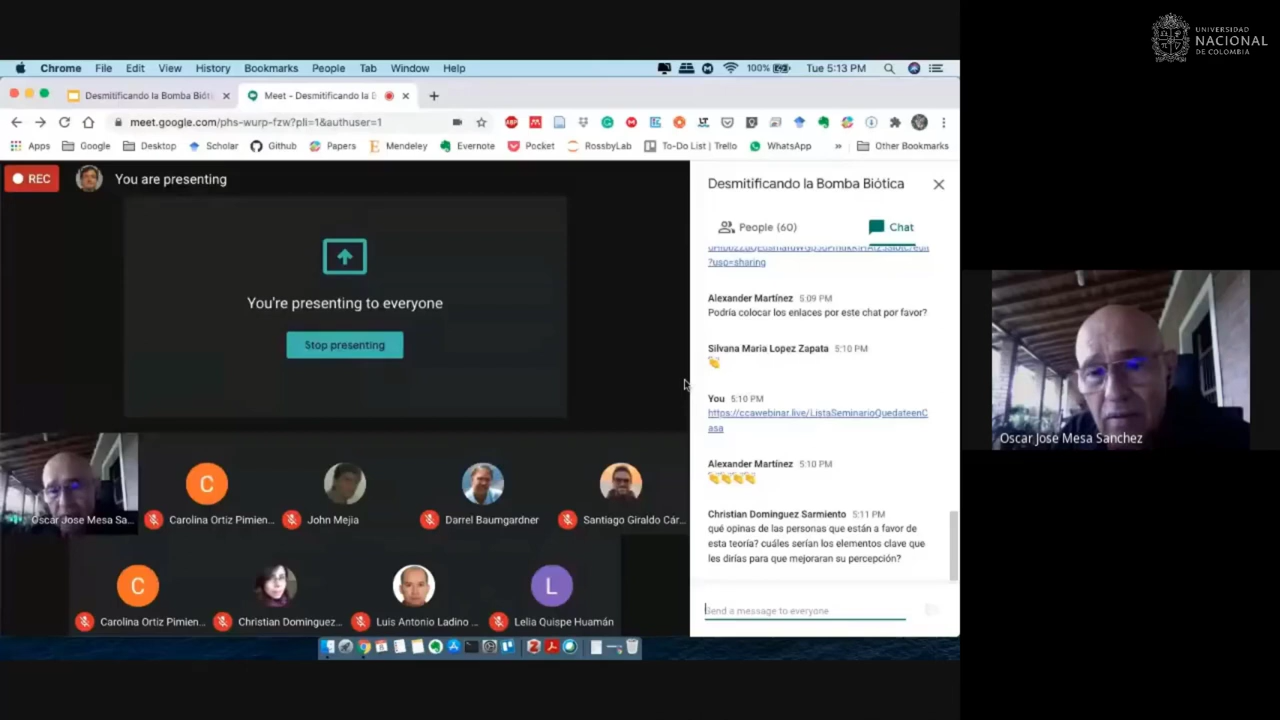 UNIVERSIDAD
NACIONAL
DE COLOMBIA
Chrome File Edit View History Bookmarks People Tab Window Help 100% Tue 5:13 PM
Desmitificando la Bomba Bióti
Meet - Desmitificando la B
meet.google.com/phs-wurp-fzw?pli=1&authuser=1
Apps Google Desktop Scholar Github Papers Mendeley Evernote Pocket RossbyLab To-Do List | Trello WhatsApp » Other Bookmarks
REC
You are presenting
You're presenting to everyone
Stop presenting
Desmitificando la Bomba Biótica
People (60)
Chat
?usp=sharing
Alexander Martínez 5:09 PM
Podría colocar los enlaces por este chat por favor?
Silvana Maria Lopez Zapata 5:10 PM
You 5:10 PM
https://ccawebinar.live/ListaSeminarioQuedateenC
asa
Alexander Martínez 5:10 PM
Christian Dominguez Sarmiento 5:11 PM
qué opinas de las personas que están a favor de
esta teoría? cuáles serían los elementos clave que
les dirías para que mejoraran su percepción?
Send a message to everyone
C
Oscar Jose Mesa Sa...
Carolina Ortiz Pimien...
John Mejia
Darrel Baumgardner
Santiago Giraldo Cár...
C
L
Carolina Ortiz Pimien...
Christian Dominguez...
Luis Antonio Ladino ...
Lelia Quispe Huamán
Oscar Jose Mesa Sanchez